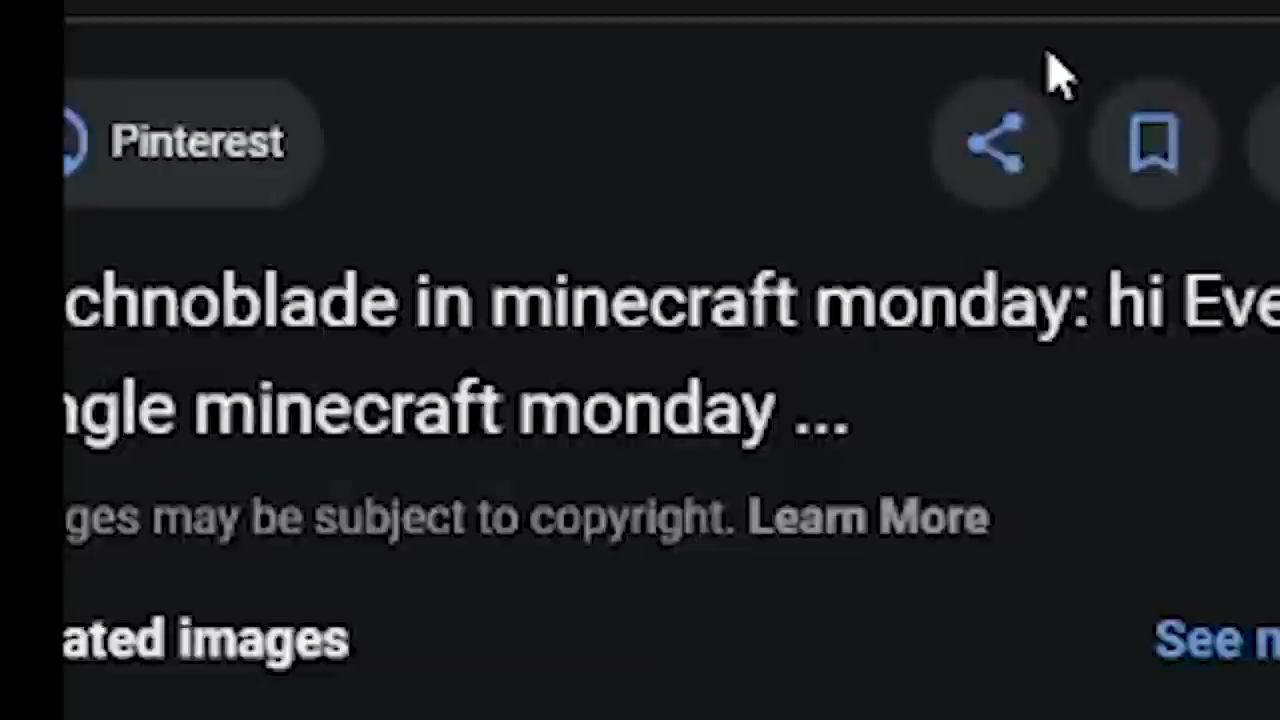 Pinterest
chnoblade in minecraft monday: hi Eve
ngle minecraft monday ...
ges may be subject to copyright. Learn More
ated images
See n